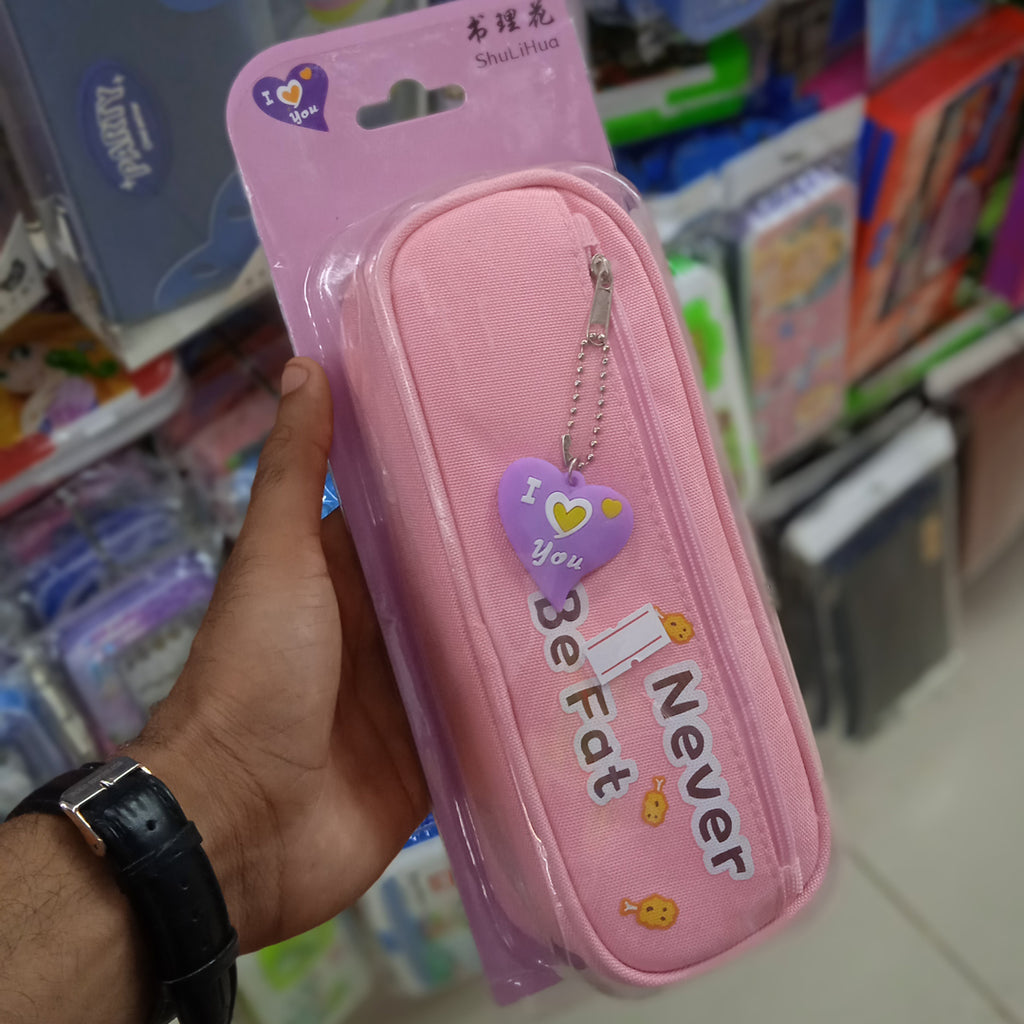 书理花
ShuLiHua
I
You
I
You
Never
Be Fat